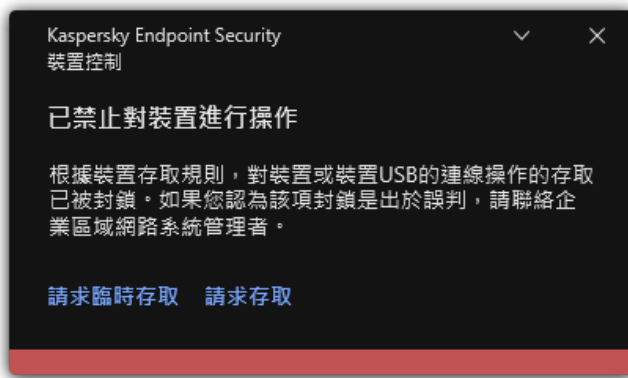 Kaspersky Endpoint Security
裝置控制
已禁止對裝置進行操作
根據裝置存取規則，對裝置或裝置USB的連線操作的存取
已被封鎖。如果您認為該項封鎖是出於誤判，請聯絡企
業區域網路系統管理者。
請求臨時存取 請求存取